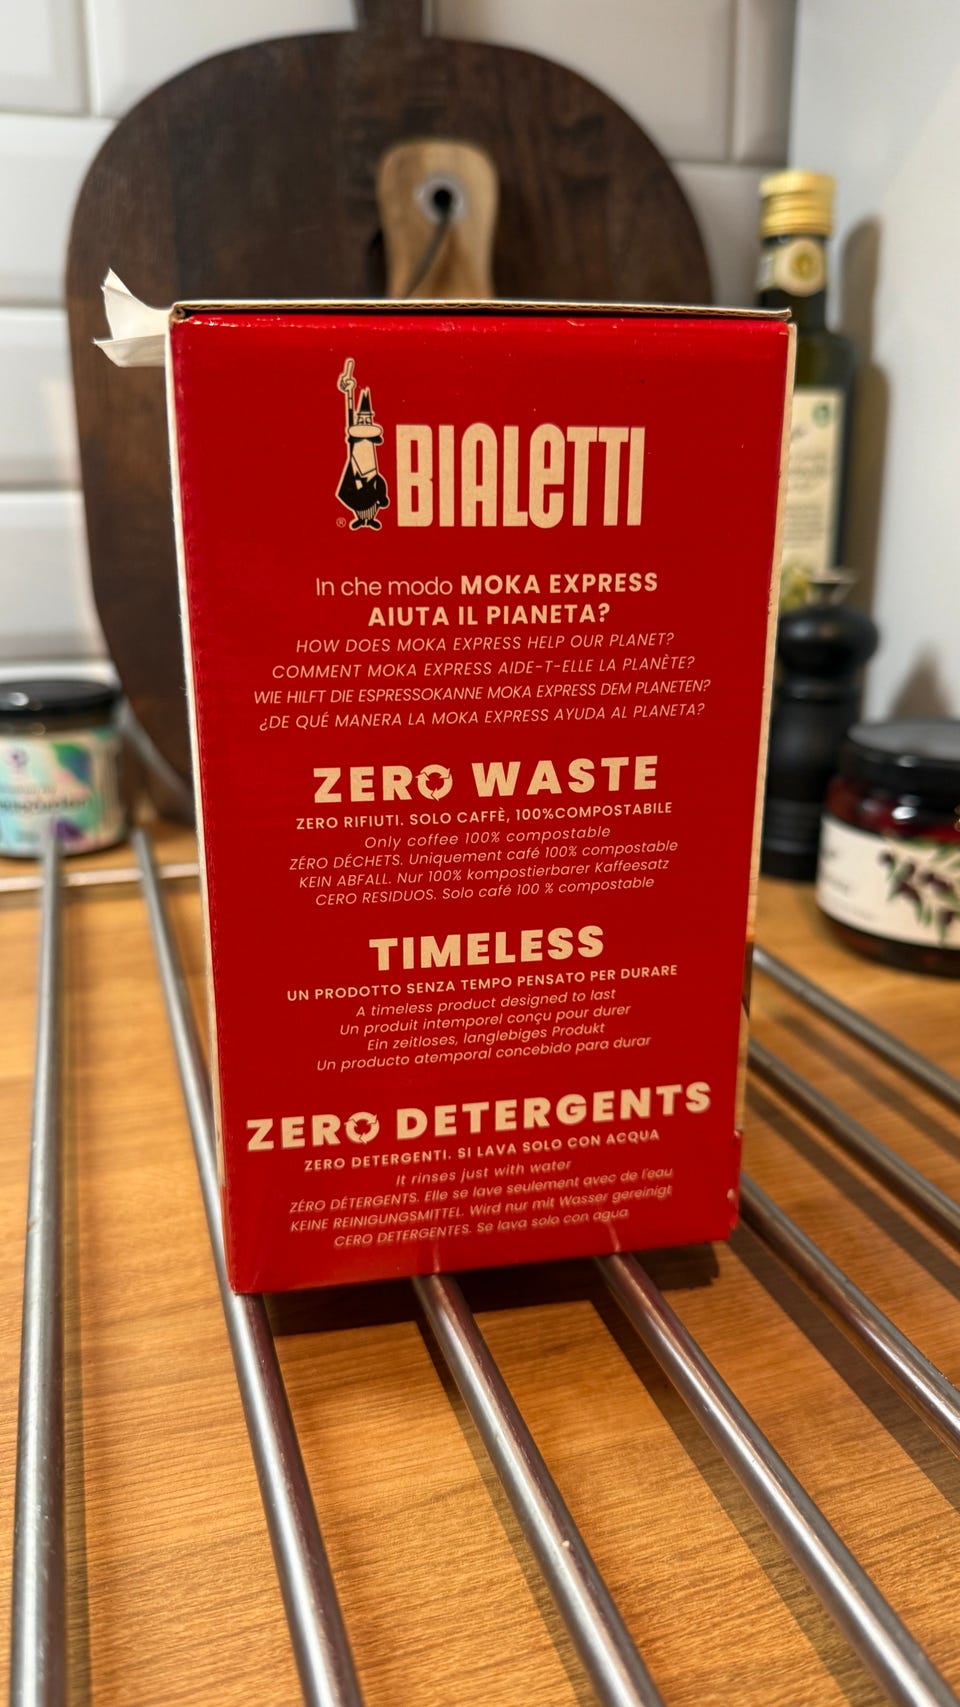 BIALETTI
®
In che modo MOKA EXPRESS
AIUTA IL PIANETA?
HOW DOES MOKA EXPRESS HELP OUR PLANET?
COMMENT MOKA EXPRESS AIDE-T-ELLE LA PLANÈTE?
WIE HILFT DIE ESPRESSOKANNE MOKA EXPRESS DEM PLANETEN?
¿DE QUÉ MANERA LA MOKA EXPRESS AYUDA AL PLANETA?
ZERO WASTE
ZERO RIFIUTI. SOLO CAFFÈ, 100%COMPOSTABILE
Only coffee 100% compostable
ZÉRO DÉCHETS. Uniquement café 100% compostable
KEIN ABFALL. Nur 100% kompostierbarer Kaffeesatz
CERO RESIDUOS. Solo café 100 % compostable
TIMELESS
UN PRODOTTO SENZA TEMPO PENSATO PER DURARE
A timeless product designed to last
Un produit intemporel conçu pour durer
Ein zeitloses, langlebiges Produkt
Un producto atemporal concebido para durar
ZERO DETERGENTS
ZERO DETERGENTI. SI LAVA SOLO CON ACQUA
It rinses just with water
ZÉRO DÉTERGENTS. Elle se lave seulement avec de l'eau
KEINE REINIGUNGSMITTEL. Wird nur mit Wasser gereinigt
CERO DETERGENTES. Se lava solo con agua